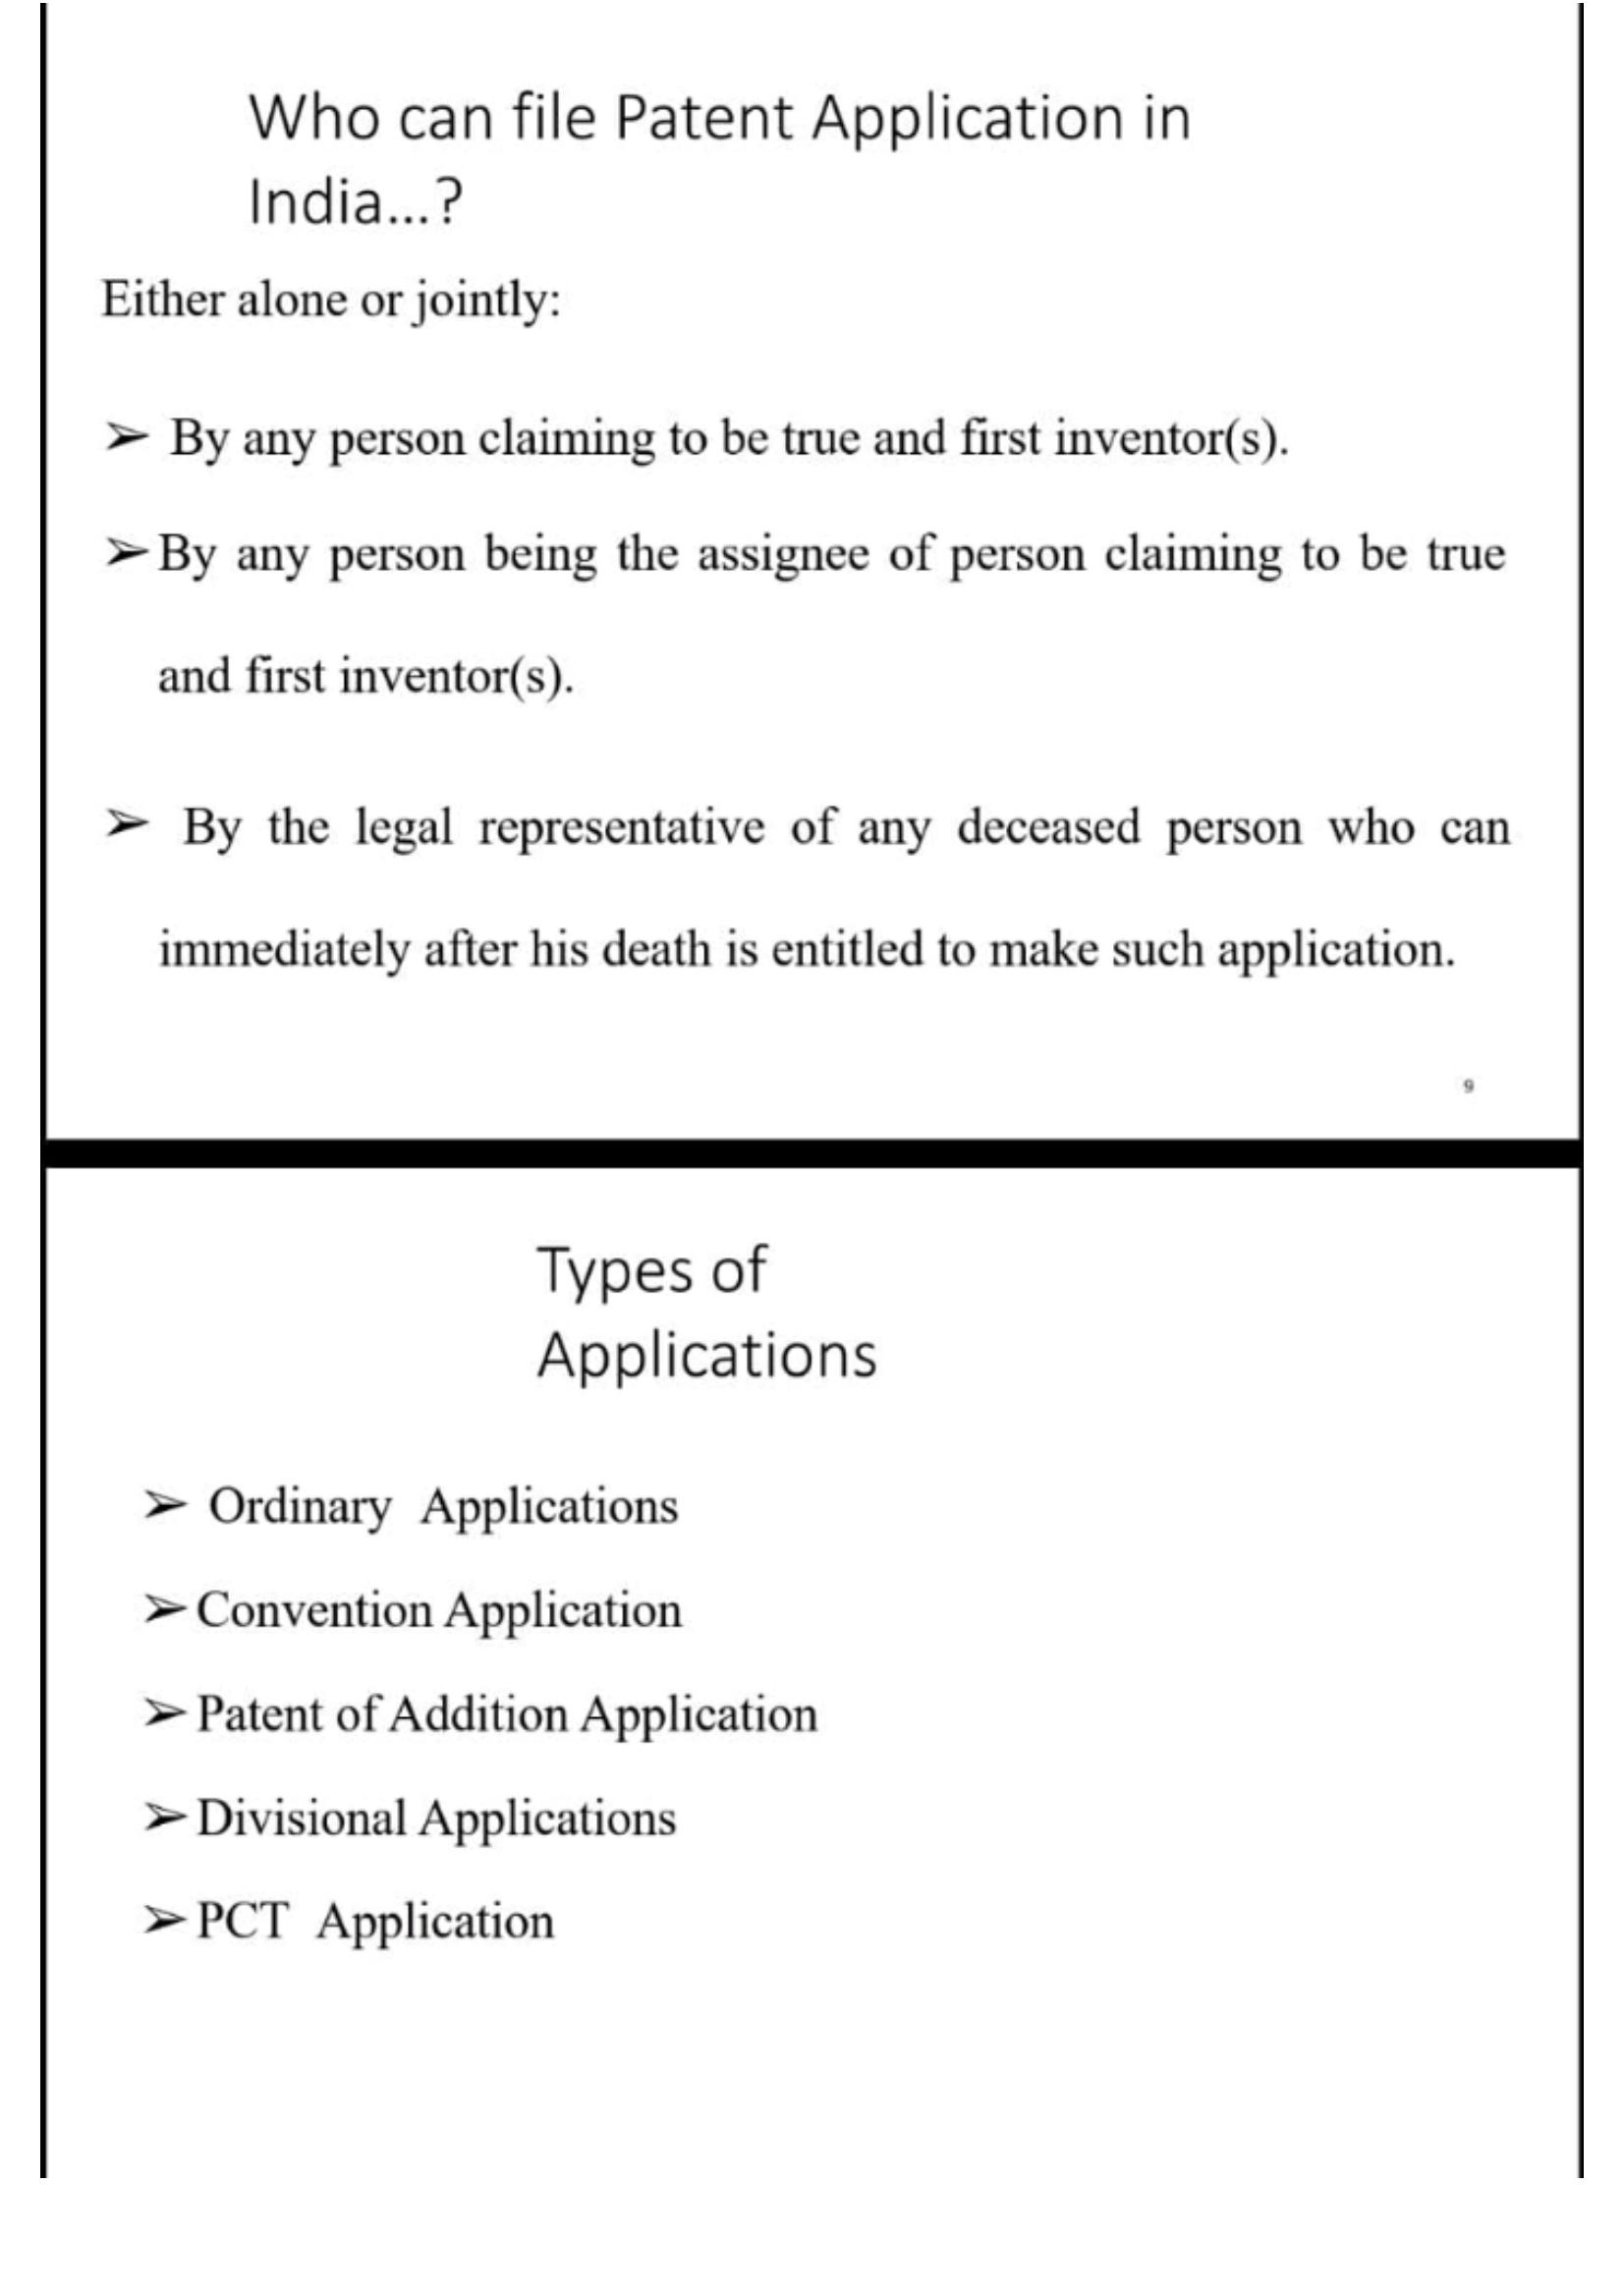 Who can file Patent Application in
India...?
Either alone or jointly:
➢ By any person claiming to be true and first inventor(s).
➢ By any person being the assignee of person claiming to be true
and first inventor(s).
➢ By the legal representative of any deceased person who can
immediately after his death is entitled to make such application.
9
Types of
Applications
➢ Ordinary Applications
➢ Convention Application
➢ Patent of Addition Application
➢ Divisional Applications
➢ PCT Application